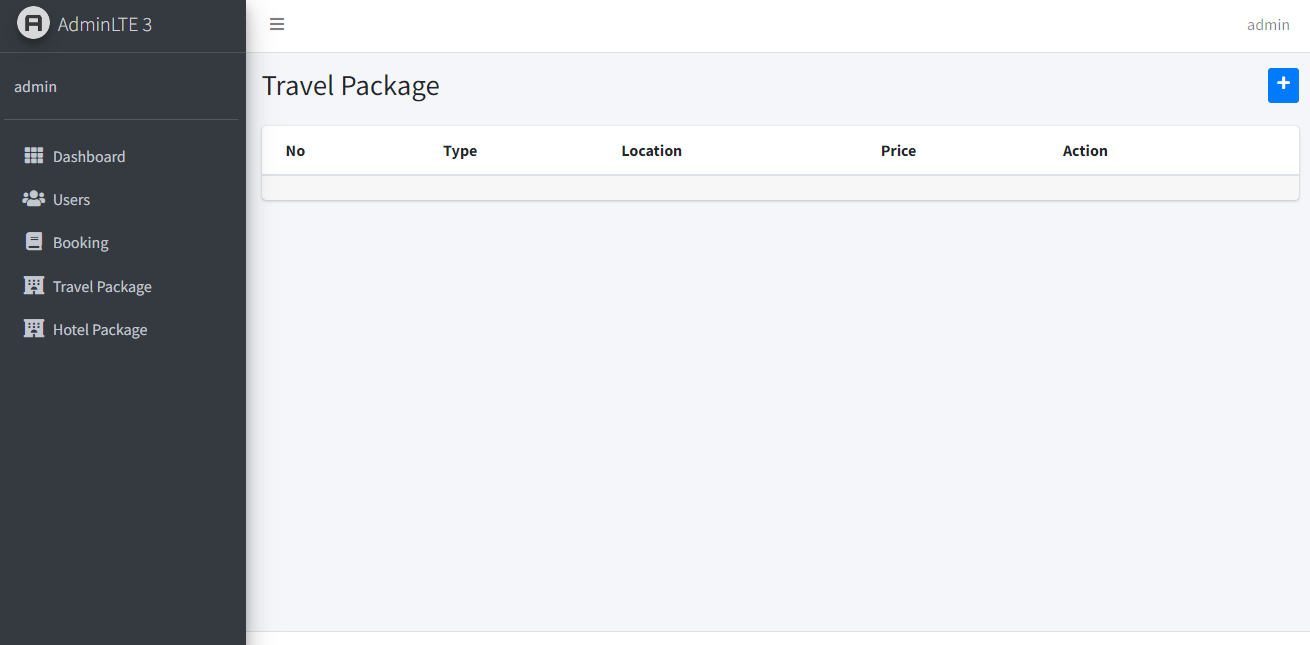 AdminLTE 3
admin
admin
Dashboard
Users
Booking
Travel Package
Hotel Package
Travel Package
+
No Type Location Price Action